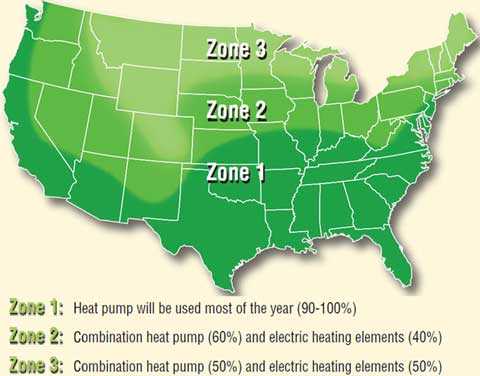 Zone 3
Zone 2
Zone 1
Zone 1: Heat pump will be used most of the year (90-100%)
Zone 2: Combination heat pump (60%) and electric heating elements (40%)
Zone 3: Combination heat pump (50%) and electric heating elements (50%)